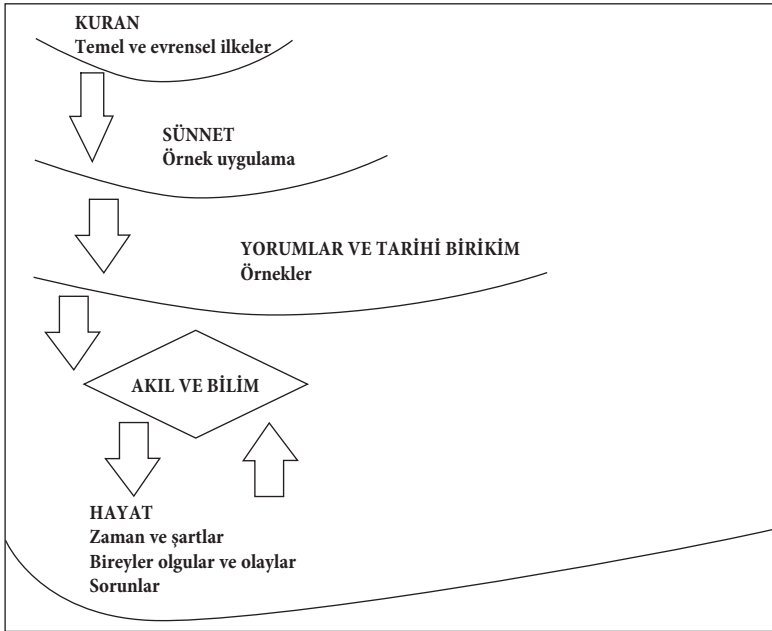 KURAN
Temel ve evrensel ilkeler
SÜNNET
Örnek uygulama
YORUMLAR VE TARİHİ BİRİKİM
Örnekler
AKIL VE BİLİM
HAYAT
Zaman ve şartlar
Bireyler olgular ve olaylar
Sorunlar